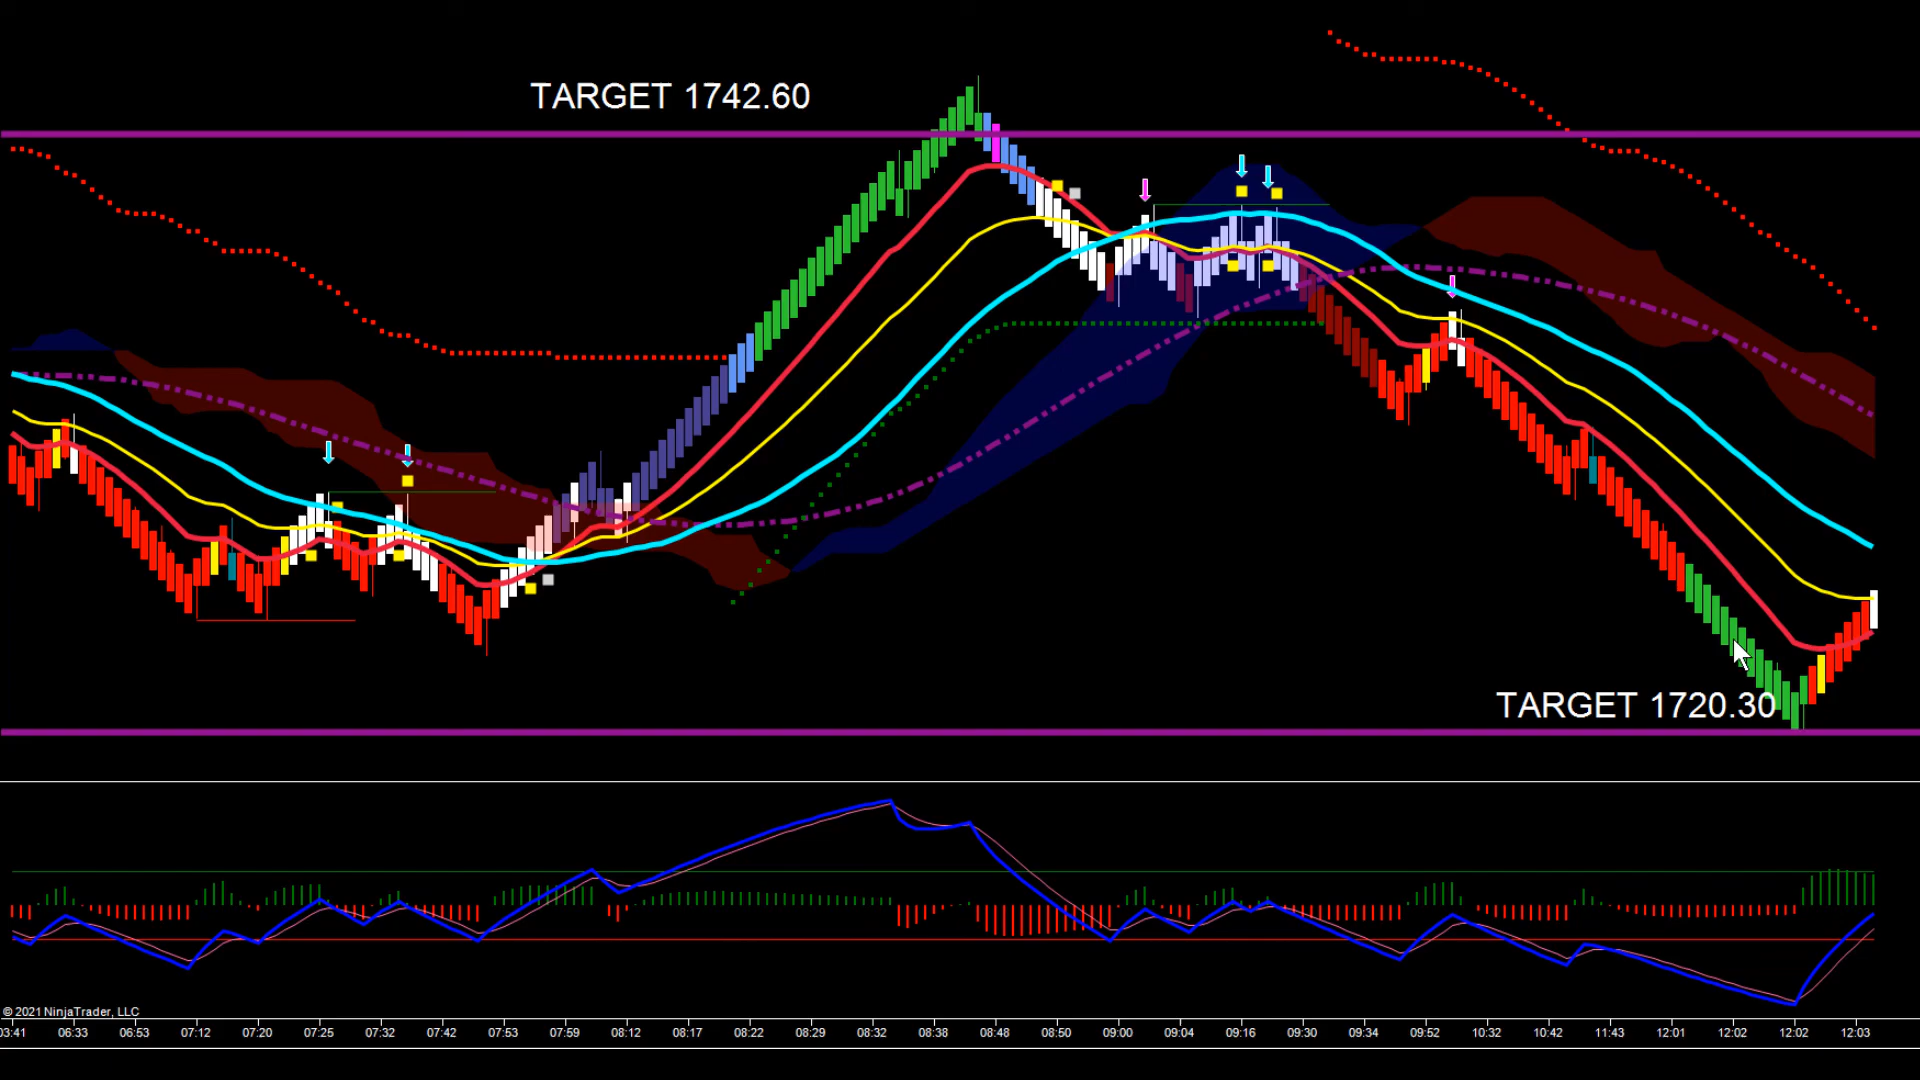 TARGET 1742.60
TARGET 1720.30
© 2021 NinjaTrader, LLC
03:41 06:33 06:53 07:12 07:20 07:25 07:32 07:42 07:53 07:59 08:12 08:17 08:22 08:29 08:32 08:38 08:48 08:50 09:00 09:04 09:16 09:30 09:34 09:52 10:32 10:42 11:43 12:01 12:02 12:02 12:03